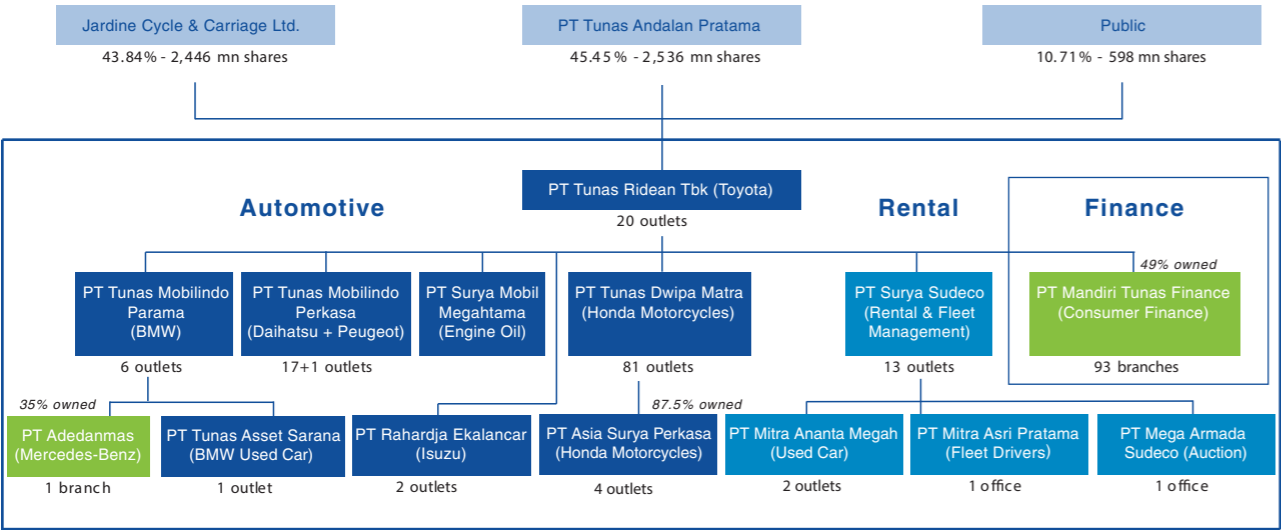 Jardine Cycle & Carriage Ltd.
43.84% - 2,446 mn shares
PT Tunas Andalan Pratama
45.45% - 2,536 mn shares
Public
10.71% - 598 mn shares
PT Tunas Ridean Tbk (Toyota)
20 outlets
Automotive
Rental
Finance
PT Tunas Mobilindo
Parama
(BMW)
6 outlets
PT Tunas Mobilindo
Perkasa
(Daihatsu + Peugeot)
17+1 outlets
PT Surya Mobil
Megahtama
(Engine Oil)
PT Tunas Dwipa Matra
(Honda Motorcycles)
81 outlets
PT Surya Sudeco
(Rental & Fleet
Management)
13 outlets
49% owned
PT Mandiri Tunas Finance
(Consumer Finance)
93 branches
35% owned
PT Adedanmas
(Mercedes-Benz)
1 branch
PT Tunas Asset Sarana
(BMW Used Car)
1 outlet
PT Rahardja Ekalancar
(Isuzu)
2 outlets
87.5% owned
PT Asia Surya Perkasa
(Honda Motorcycles)
4 outlets
PT Mitra Ananta Megah
(Used Car)
2 outlets
PT Mitra Asri Pratama
(Fleet Drivers)
1 office
PT Mega Armada
Sudeco (Auction)
1 office